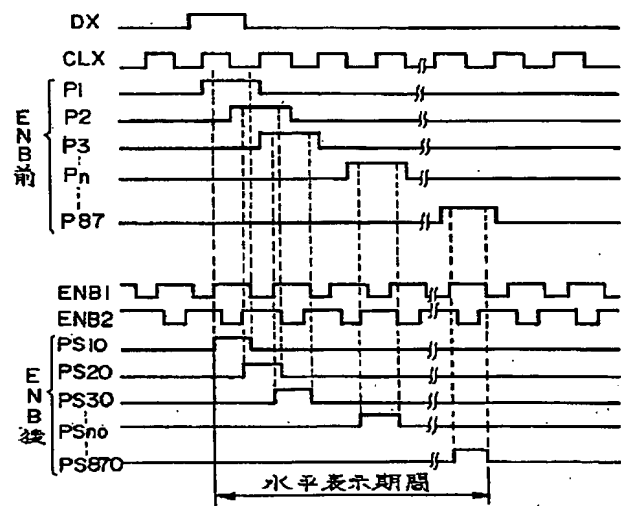 DX
CLX
P1
P2
P3
Pn
P87
ENB前
ENB1
ENB2
PS10
PS20
PS30
PSno
PS870
ENB後
水平表示期間